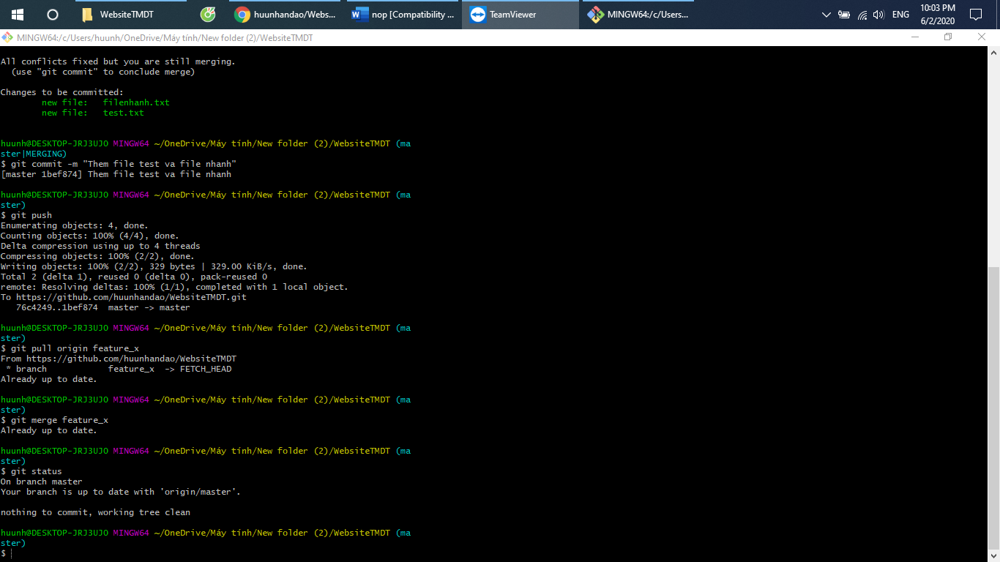 WebsiteTMDT
huunhandao/Webs...
nop [Compatibility ...
TeamViewer
MINGW64:/c/Users...
ENG
10:03 PM
6/2/2020
MINGW64:/c/Users/huunh/OneDrive/Máy tính/New folder (2)/WebsiteTMDT
All conflicts fixed but you are still merging.
(use "git commit" to conclude merge)
Changes to be committed:
new file: filenhanh.txt
new file: test.txt
huunh@DESKTOP-JRJ3UJO MINGW64 ~/OneDrive/Máy tính/New folder (2)/WebsiteTMDT (ma
ster|MERGING)
$ git commit -m "Them file test va file nhanh"
[master 1bef874] Them file test va file nhanh
huunh@DESKTOP-JRJ3UJO MINGW64 ~/OneDrive/Máy tính/New folder (2)/WebsiteTMDT (ma
ster)
$ git push
Enumerating objects: 4, done.
Counting objects: 100% (4/4), done.
Delta compression using up to 4 threads
Compressing objects: 100% (2/2), done.
Writing objects: 100% (2/2), 329 bytes | 329.00 KiB/s, done.
Total 2 (delta 1), reused 0 (delta 0), pack-reused 0
remote: Resolving deltas: 100% (1/1), completed with 1 local object.
To https://github.com/huunhandao/WebsiteTMDT.git
76c4249..1bef874 master -> master
huunh@DESKTOP-JRJ3UJO MINGW64 ~/OneDrive/Máy tính/New folder (2)/WebsiteTMDT (ma
ster)
$ git pull origin feature_x
From https://github.com/huunhandao/WebsiteTMDT
* branch feature_x -> FETCH_HEAD
Already up to date.
huunh@DESKTOP-JRJ3UJO MINGW64 ~/OneDrive/Máy tính/New folder (2)/WebsiteTMDT (ma
ster)
$ git merge feature_x
Already up to date.
huunh@DESKTOP-JRJ3UJO MINGW64 ~/OneDrive/Máy tính/New folder (2)/WebsiteTMDT (ma
ster)
$ git status
On branch master
Your branch is up to date with 'origin/master'.
nothing to commit, working tree clean
huunh@DESKTOP-JRJ3UJO MINGW64 ~/OneDrive/Máy tính/New folder (2)/WebsiteTMDT (ma
ster)
$